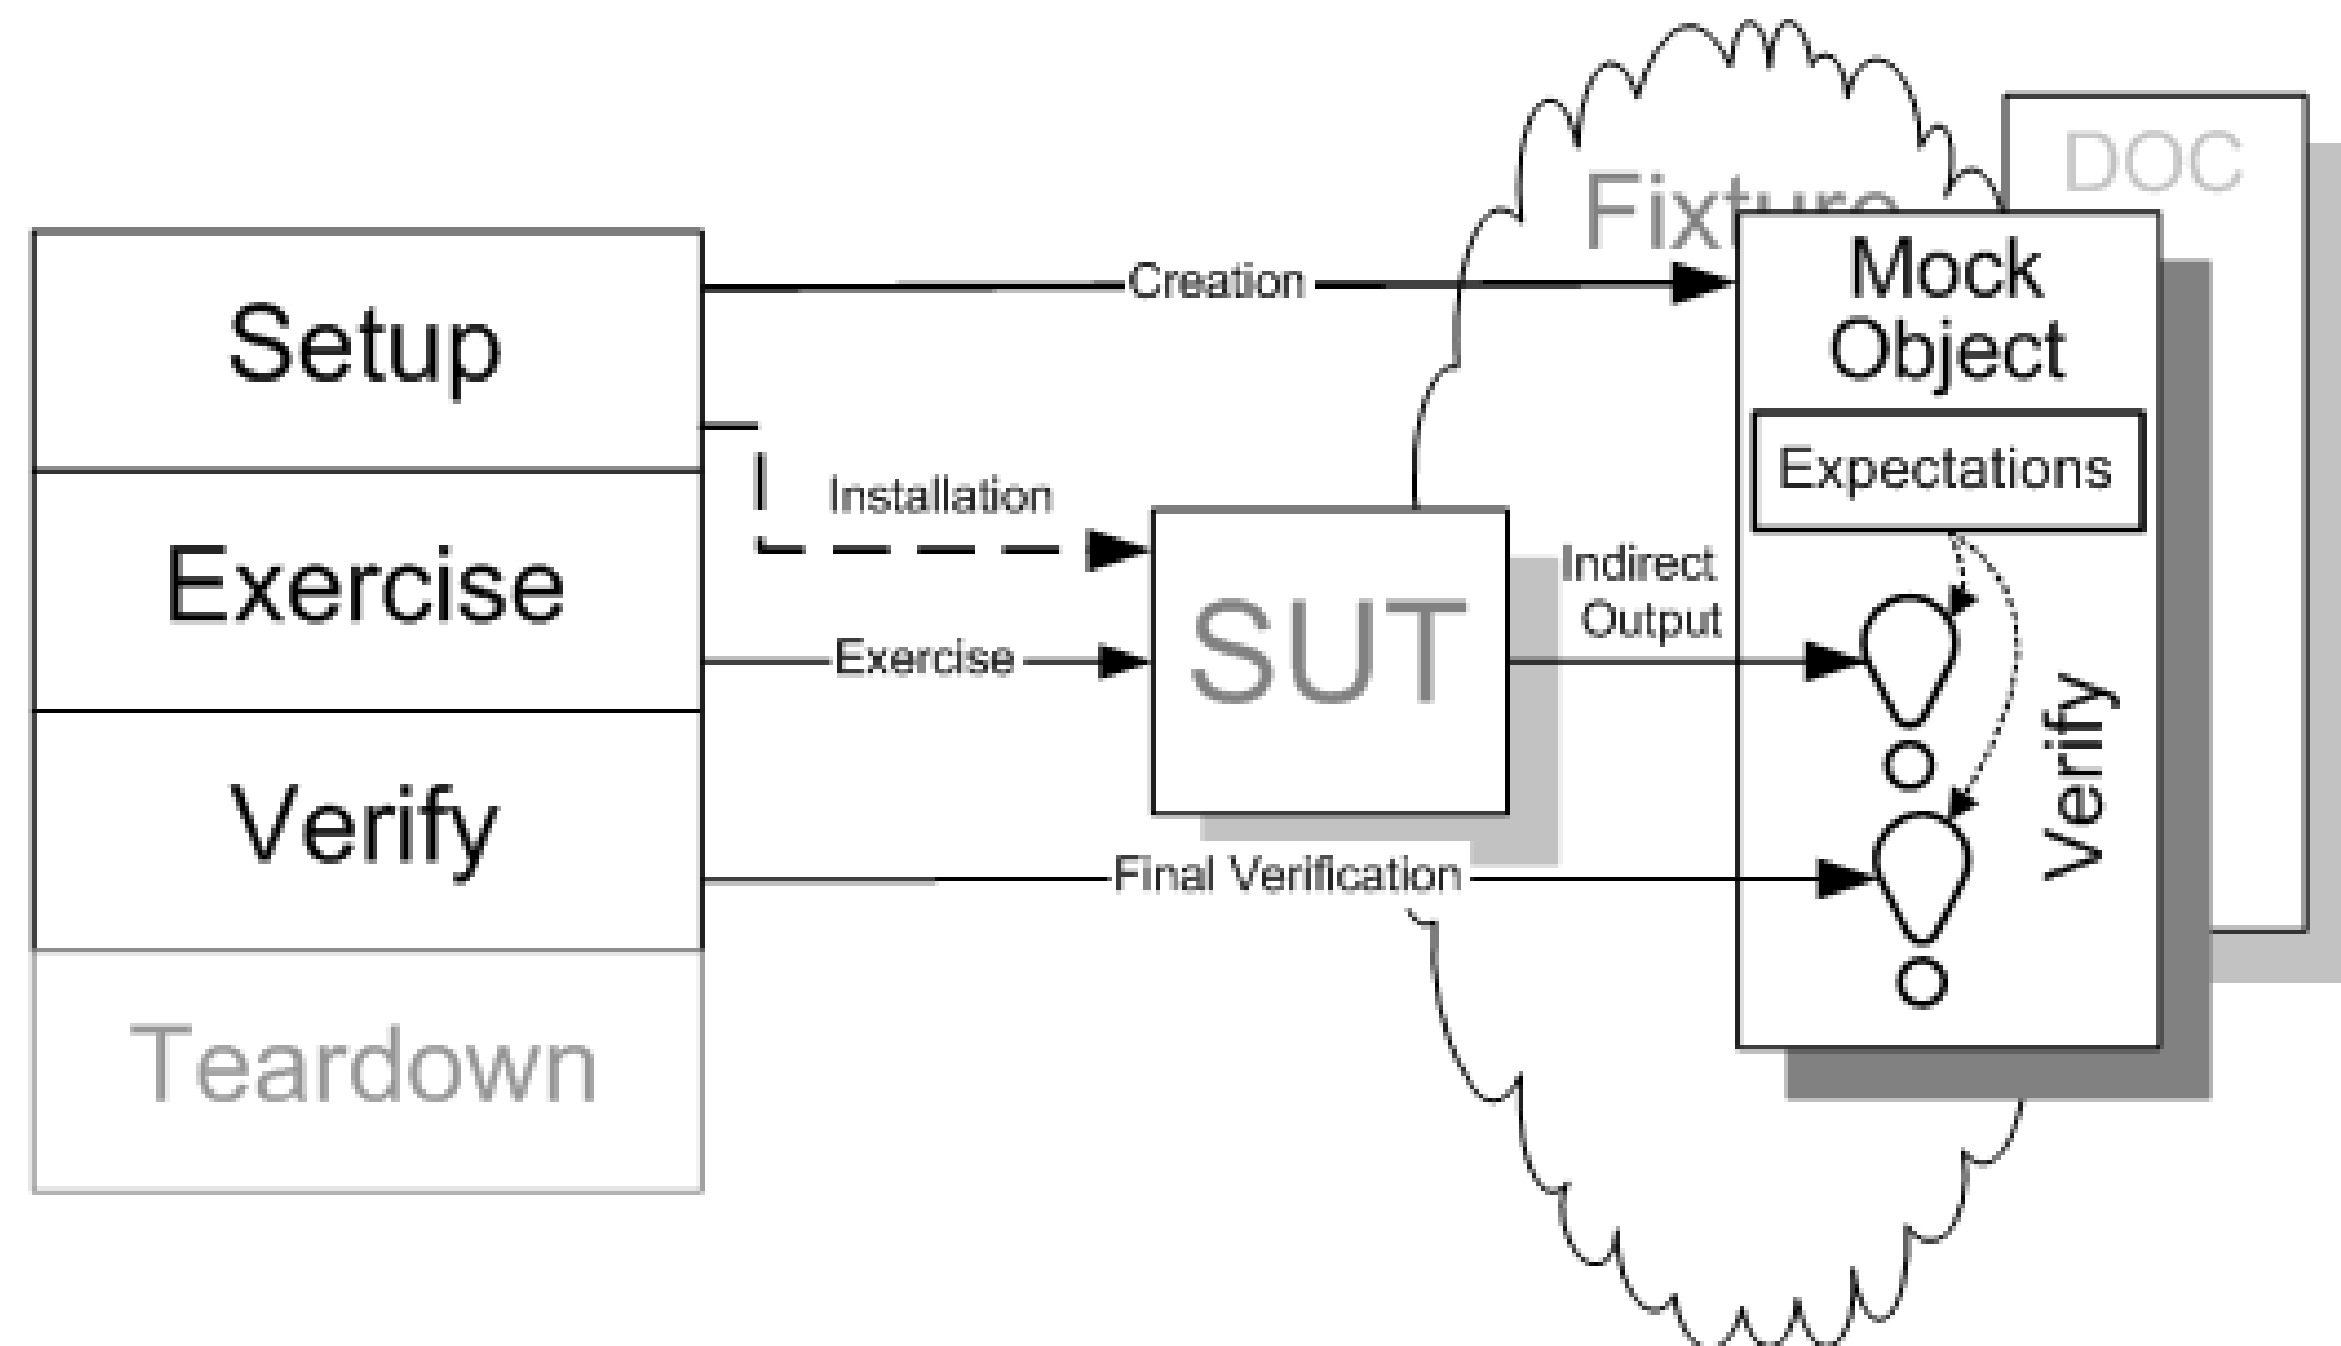 Setup
Exercise
Verify
Teardown
Creation
Installation
Exercise
Final Verification
SUT
Indirect
Output
Fixture
DOC
Mock
Object
Expectations
Verify